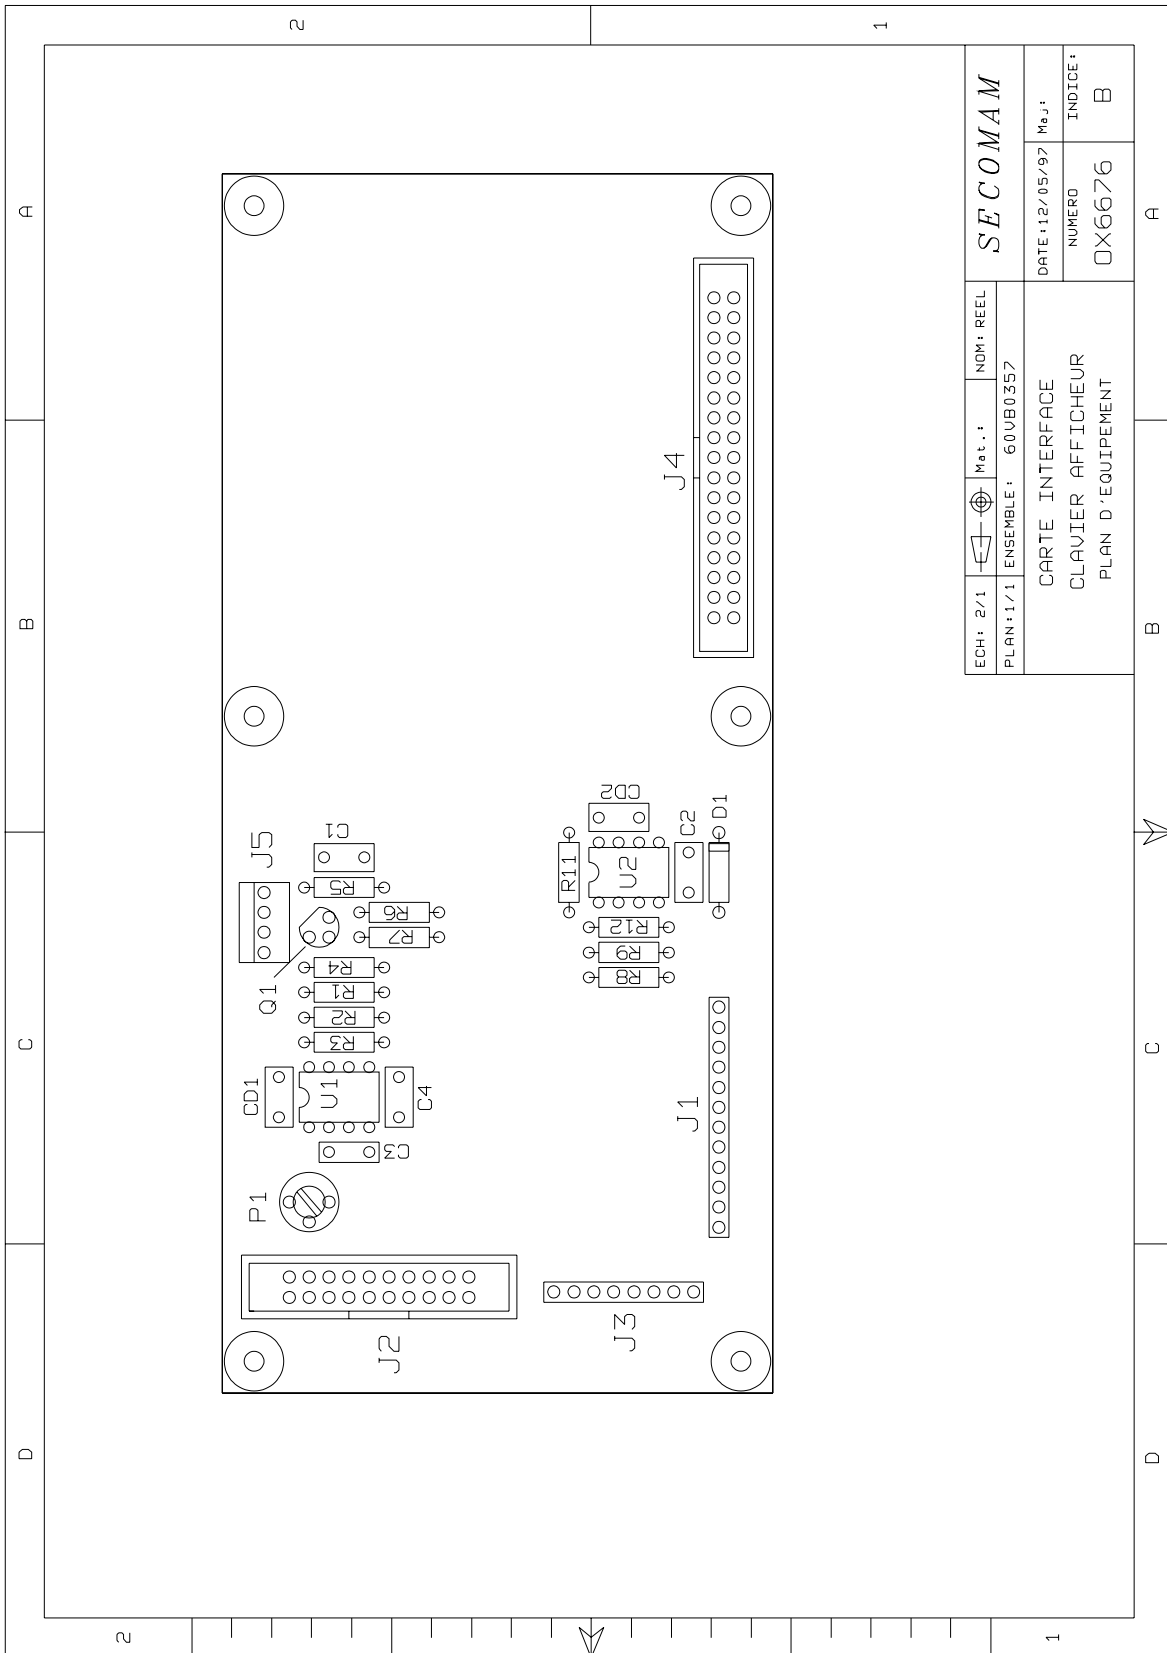 2
1
A
A
B
B
C
C
D
D
2
1
J5
C1
R5
R6
R7
Q1
R4
R1
R2
R3
CD1
U1
C4
C3
P1
J2
J4
CD2
R11
U2
C2
D1
R12
R9
R8
J1
J3
ECH: 2/1
Mat.:
NOM: REEL
SECOMAM
PLAN:1/1
ENSEMBLE: 60VB0357
CARTE INTERFACE
CLAVIER AFFICHEUR
PLAN D'EQUIPEMENT
DATE:12/05/97
Maj:
NUMERO
INDICE:
0X6676
B